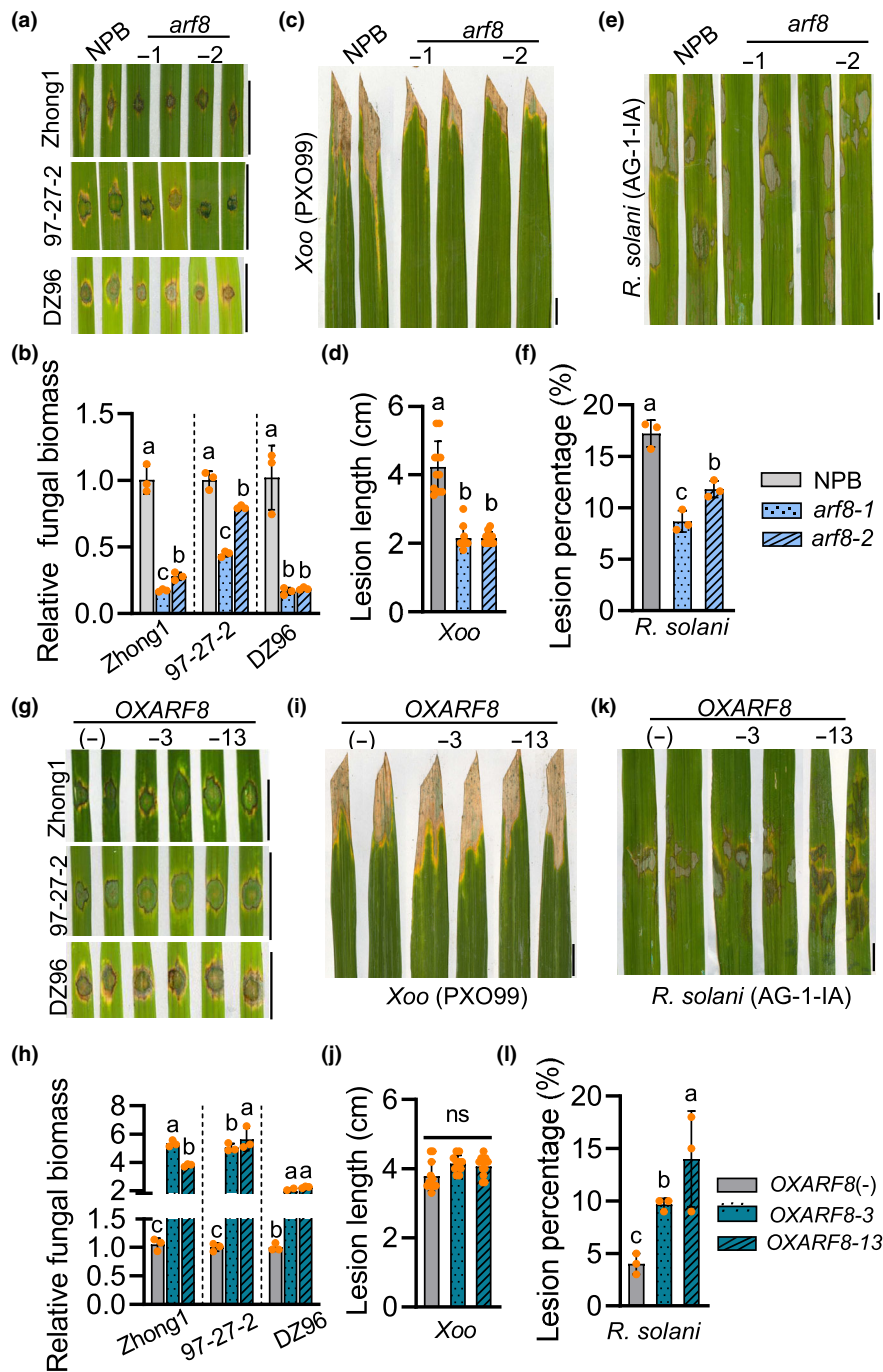 (a)
NPB
arf8
–1
–2
Zhong1
97-27-2
DZ96
(c)
NPB
arf8
–1
–2
Xoo (PXO99)
(e)
NPB
arf8
–1
–2
R. solani (AG-1-IA)
(b)
Relative fungal biomass
1.5
1.0
0.5
0.0
a
c
b
a
c
b
a
b
b
Zhong1
97-27-2
DZ96
(d)
Lesion length (cm)
6
4
2
0
a
b
b
Xoo
(f)
Lesion percentage (%)
20
15
10
5
0
a
c
b
R. solani
NPB
arf8-1
arf8-2
(g)
OXARF8
(–)
–3
–13
Zhong1
97-27-2
DZ96
(i)
OXARF8
(–)
–3
–13
Xoo (PXO99)
(k)
OXARF8
(–)
–3
–13
R. solani (AG-1-IA)
(h)
Relative fungal biomass
8
6
4
2
1.5
1.0
0.5
0.0
c
a
b
c
b
a
b
a
a
Zhong1
97-27-2
DZ96
(j)
Lesion length (cm)
6
4
2
0
ns
Xoo
(l)
Lesion percentage (%)
20
15
10
5
0
c
b
a
R. solani
OXARF8(-)
OXARF8-3
OXARF8-13